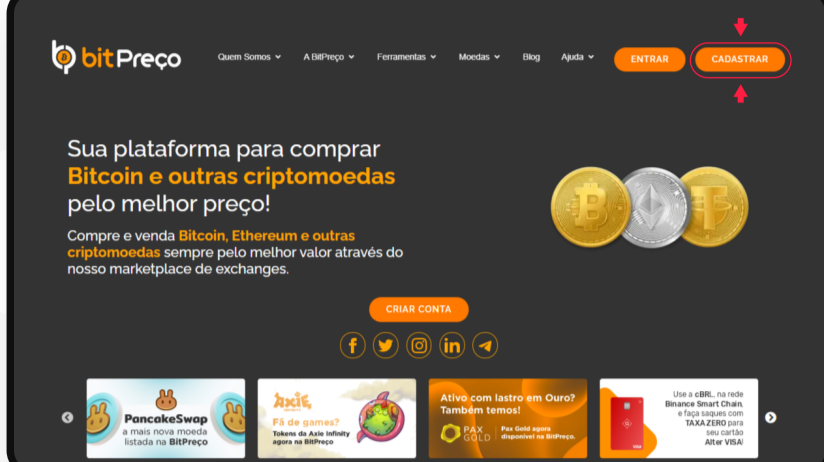 bitPreço
Quem Somos A BitPreço Ferramentas Moedas Blog Ajuda ENTRAR CADASTRAR
Sua plataforma para comprar
Bitcoin e outras criptomoedas
pelo melhor preço!
Compre e venda Bitcoin, Ethereum e outras
criptomoedas sempre pelo melhor valor através do
nosso marketplace de exchanges.
CRIAR CONTA
PancakeSwap
a mais nova moeda
listada na BitPreço
AXIE
Fã de games?
Tokens da Axie Infinity
agora na BitPreço
Ativo com lastro em Ouro?
Também temos!
PAX
GOLD
Pax Gold agora
disponível na BitPreço.
Use a cBRL, na rede
Binance Smart Chain,
e faça saques com
TAXA ZERO para
seu cartão
Alter VISA!
VISA